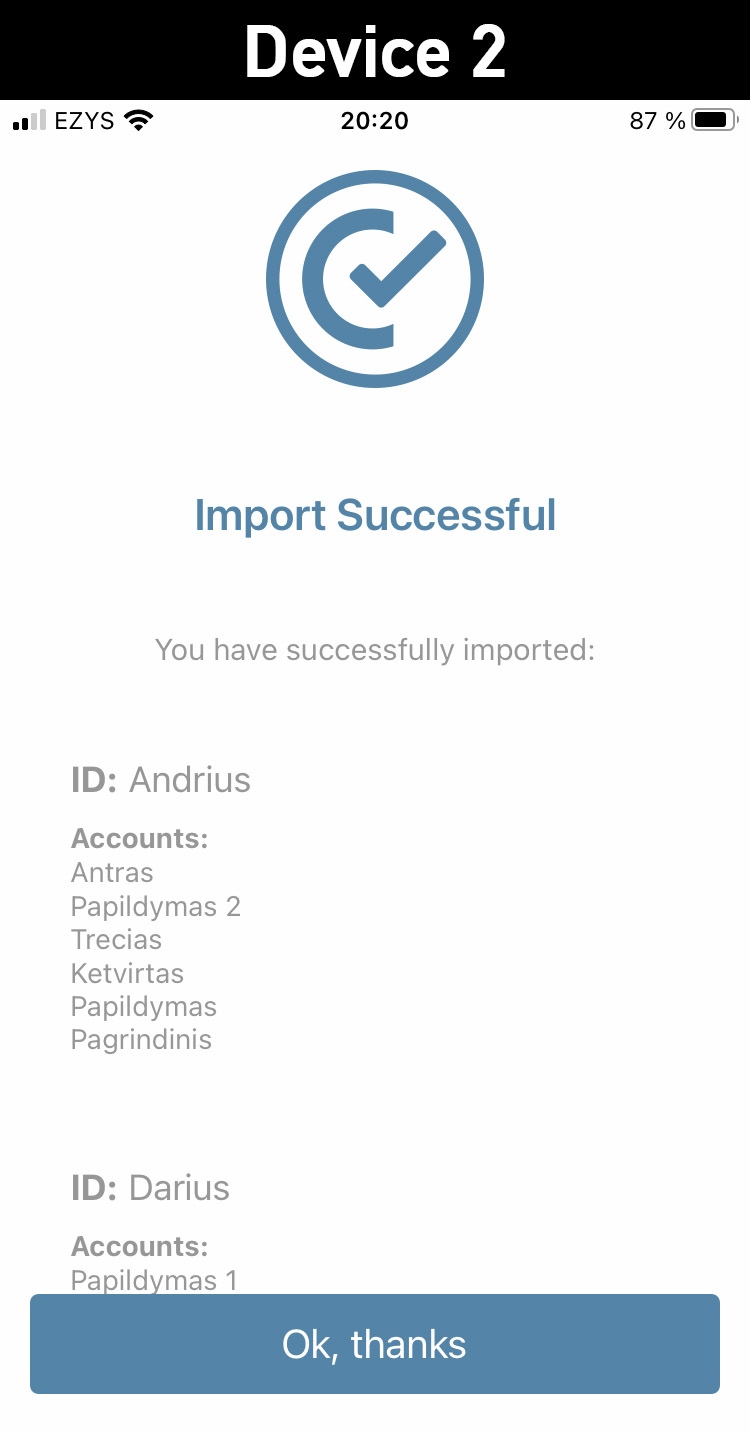 Device 2
EZYS 20:20 87 %
Import Successful
You have successfully imported:
ID: Andrius
Accounts:
Antras
Papildymas 2
Trecias
Ketvirtas
Papildymas
Pagrindinis
ID: Darius
Accounts:
Papildymas 1
Ok, thanks